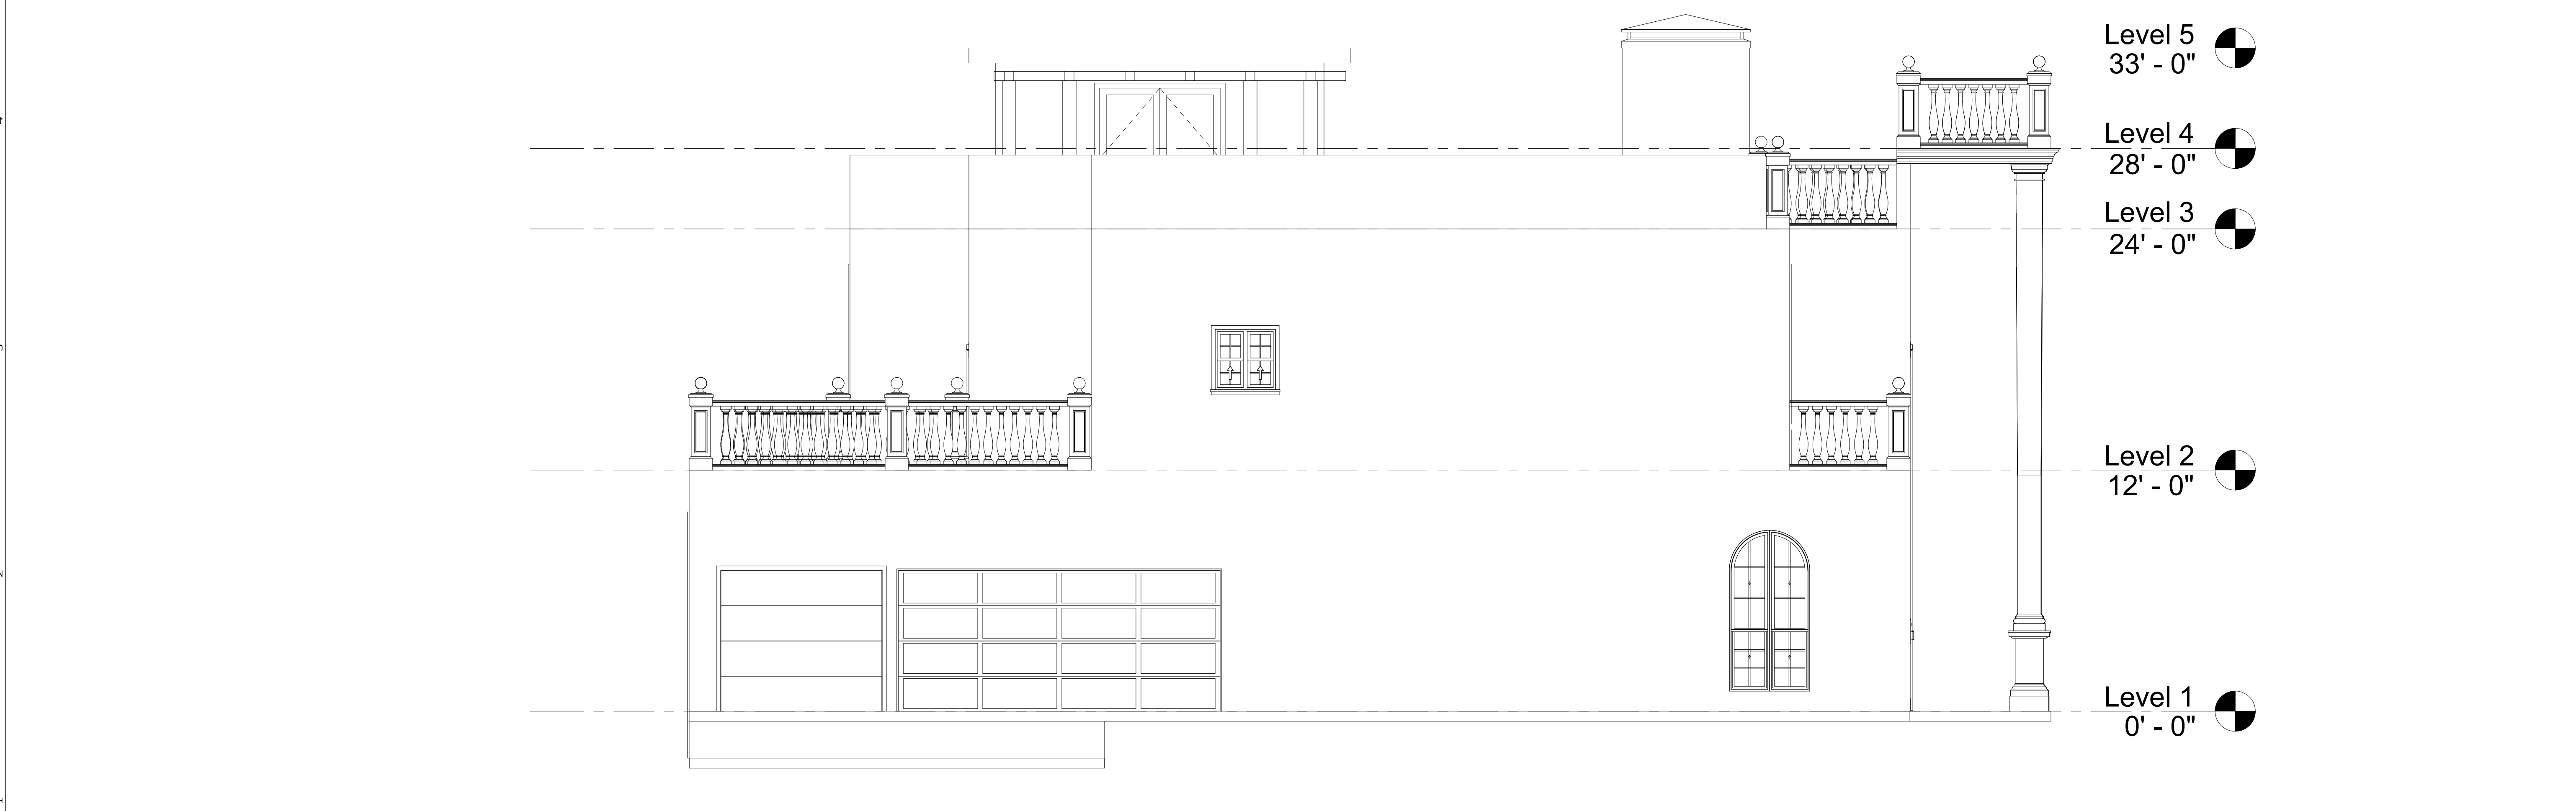 Level 5
33' - 0"
Level 4
28' - 0"
Level 3
24' - 0"
Level 2
12' - 0"
Level 1
0' - 0"